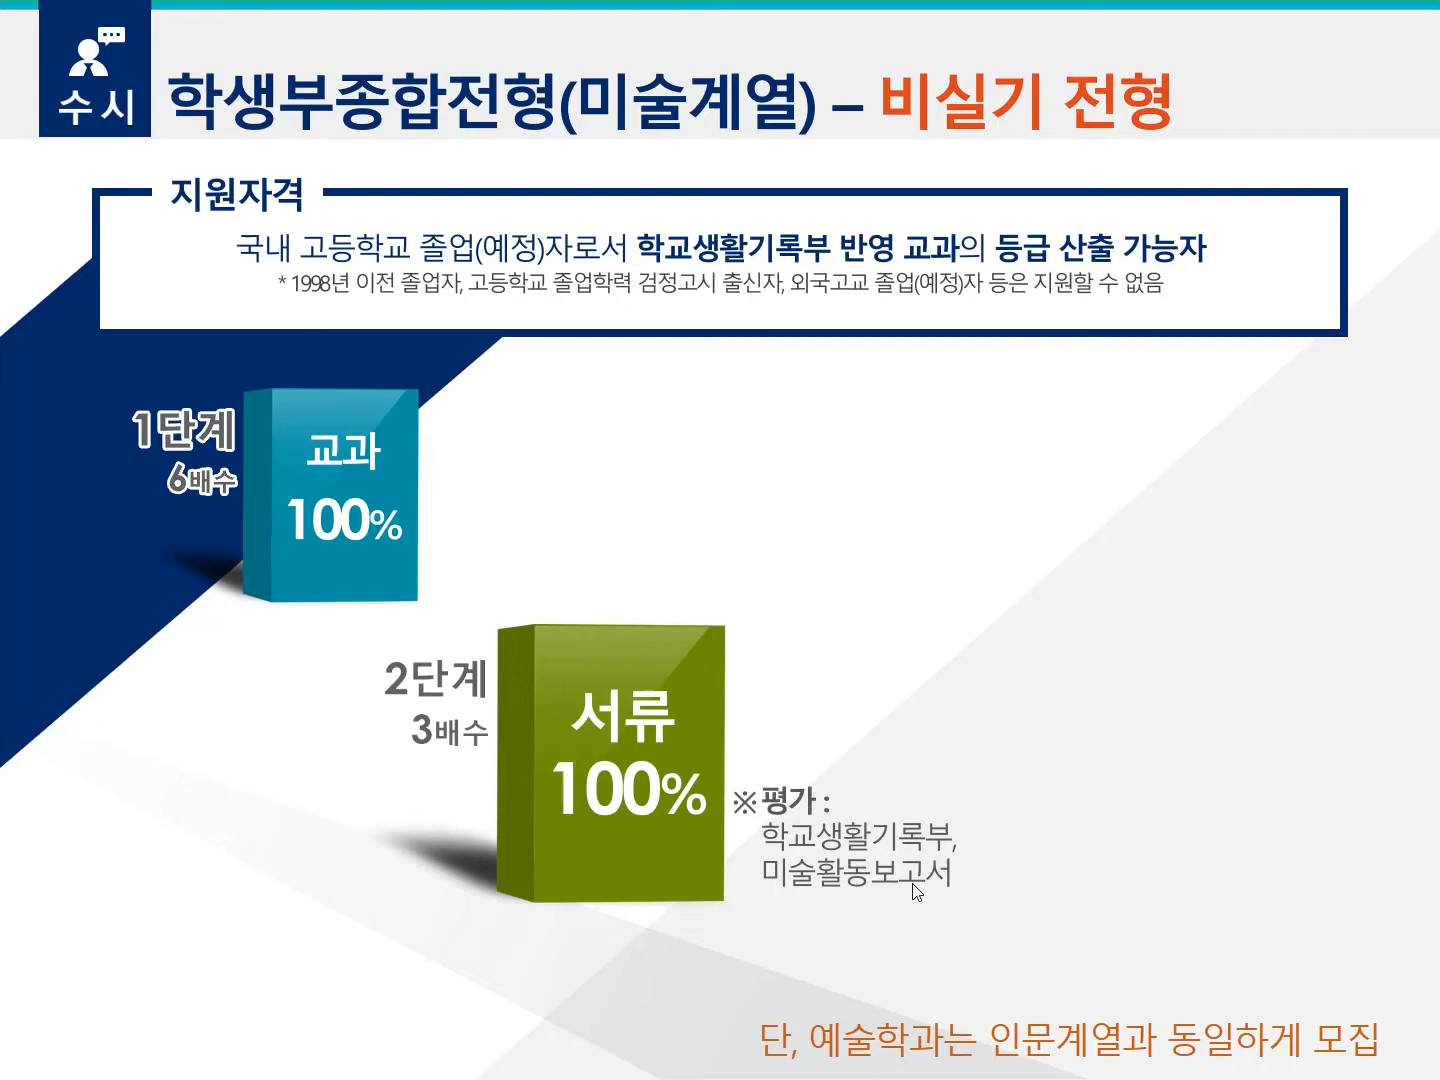 수시
학생부종합전형(미술계열) – 비실기 전형
지원자격
국내 고등학교 졸업(예정)자로서 학교생활기록부 반영 교과의 등급 산출 가능자
* 1998년 이전 졸업자, 고등학교 졸업학력 검정고시 출신자, 외국고교 졸업(예정)자 등은 지원할 수 없음
1단계
6배수
교과
100%
2단계
3배수
서류
100%
※평가 :
학교생활기록부,
미술활동보고서
단, 예술학과는 인문계열과 동일하게 모집